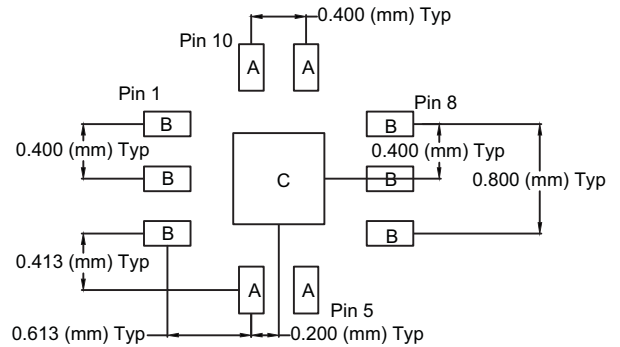 0.400 (mm) Typ
Pin 10
A A
Pin 1
Pin 8
B B
0.400 (mm) Typ
0.400 (mm) Typ
B C B
0.800 (mm) Typ
B B
0.413 (mm) Typ
A A
Pin 5
0.613 (mm) Typ
0.200 (mm) Typ